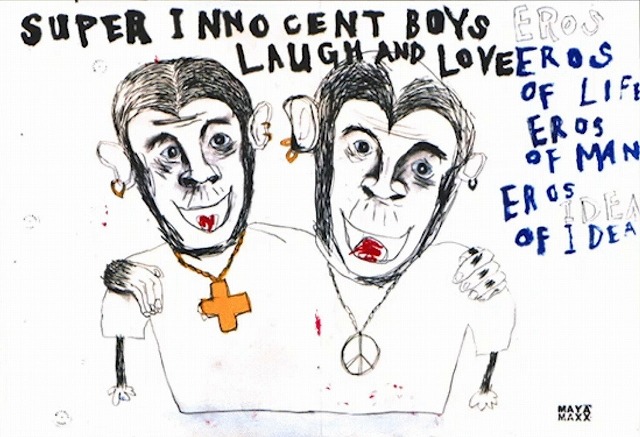 SUPER INNOCENT BOYS
LAUGH AND LOVE
EROS
EROS
OF LIFE
EROS
OF MAN
EROS
IDEA
OF IDEA
MAYA
MAXX